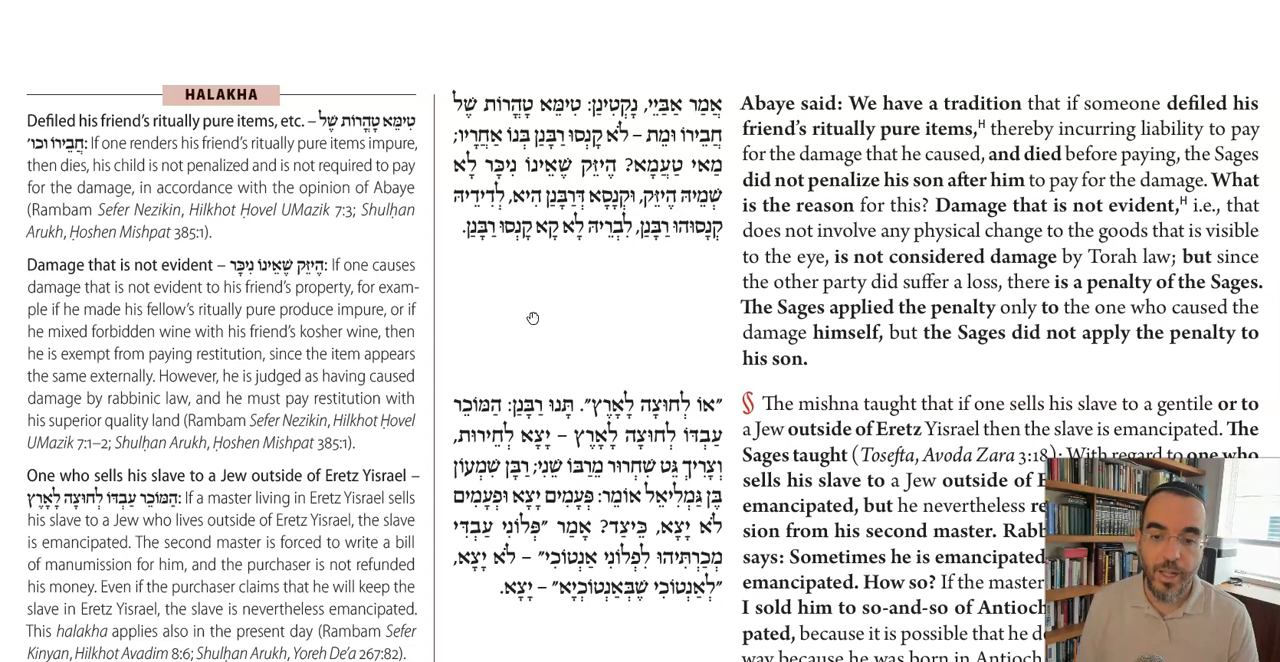 HALAKHA
Defiled his friend’s ritually pure items, etc. – טִימֵּא טָהֳרוֹת שֶׁל
חֲבֵירוֹ וכו׳: If one renders his friend’s ritually pure items impure,
then dies, his child is not penalized and is not required to pay
for the damage, in accordance with the opinion of Abaye
(Rambam Sefer Nezikin, Hilkhot Ḥovel UMazik 7:3; Shulḥan
Arukh, Ḥoshen Mishpat 385:1).
Damage that is not evident – הֶיזֵּק שֶׁאֵינוֹ נִיכָּר: If one causes
damage that is not evident to his friend’s property, for exam-
ple if he made his fellow’s ritually pure produce impure, or if
he mixed forbidden wine with his friend’s kosher wine, then
he is exempt from paying restitution, since the item appears
the same externally. However, he is judged as having caused
damage by rabbinic law, and he must pay restitution with
his superior quality land (Rambam Sefer Nezikin, Hilkhot Ḥovel
UMazik 7:1–2; Shulḥan Arukh, Ḥoshen Mishpat 385:1).
One who sells his slave to a Jew outside of Eretz Yisrael –
הַמּוֹכֵר עַבְדּוֹ לְחוּצָה לָאָרֶץ: If a master living in Eretz Yisrael sells
his slave to a Jew who lives outside of Eretz Yisrael, the slave
is emancipated. The second master is forced to write a bill
of manumission for him, and the purchaser is not refunded
his money. Even if the purchaser claims that he will keep the
slave in Eretz Yisrael, the slave is nevertheless emancipated.
This halakha applies also in the present day (Rambam Sefer
Kinyan, Hilkhot Avadim 8:6; Shulḥan Arukh, Yoreh De’a 267:82).
אֲמַר אַבַּיֵי, נָקְטִינַן: טִימֵּא טָהֳרוֹת שֶׁל
חֲבֵירוֹ וּמֵת – לֹא קָנְסוּ רַבָּנַן בְּנוֹ אַחֲרָיו;
מַאי טַעְמָא? הֶיזֵּק שֶׁאֵינוֹ נִיכָּר לָא
שְׁמֵיהּ הֶיזֵּק, וּקְנָסָא דְּרַבָּנַן הִיא, לְדִידֵיהּ
קַנְסוּהוּ רַבָּנַן, לִבְרֵיהּ לָא קָא קָנְסוּ רַבָּנַן.
״אוֹ לְחוּצָה לָאָרֶץ״. תָּנוּ רַבָּנַן: הַמּוֹכֵר
עַבְדּוֹ לְחוּצָה לָאָרֶץ – יָצָא לְחֵירוּת,
וְצָרִיךְ גֵּט שִׁחְרוּר מֵרַבּוֹ שֵׁנִי; רַבָּן שִׁמְעוֹן
בֶּן גַּמְלִיאֵל אוֹמֵר: פְּעָמִים יָצָא וּפְעָמִים
לֹא יָצָא, כֵּיצַד? אָמַר ״פְּלוֹנִי עַבְדִּי
מְכַרְתִּיהוּ לִפְלוֹנִי אַנְטוֹכִי״ – לֹא יָצָא,
״לְאַנְטוֹכִי שֶׁבְּאַנְטוֹכְיָא״ – יָצָא.
Abaye said: We have a tradition that if someone defiled his
friend’s ritually pure items,ᴴ thereby incurring liability to pay
for the damage that he caused, and died before paying, the Sages
did not penalize his son after him to pay for the damage. What
is the reason for this? Damage that is not evident,ᴴ i.e., that
does not involve any physical change to the goods that is visible
to the eye, is not considered damage by Torah law; but since
the other party did suffer a loss, there is a penalty of the Sages.
The Sages applied the penalty only to the one who caused the
damage himself, but the Sages did not apply the penalty to
his son.
§ The mishna taught that if one sells his slave to a gentile or to
a Jew outside of Eretz Yisrael then the slave is emancipated. The
Sages taught (Tosefta, Avoda Zara 3:18): With regard to one who
sells his slave to a Jew outside of
emancipated, but he nevertheless
sion from his second master.
says: Sometimes he is emancipated
emancipated. How so? If the master
I sold him to so-and-so of
pated, because it is possible that he
way because he was born in